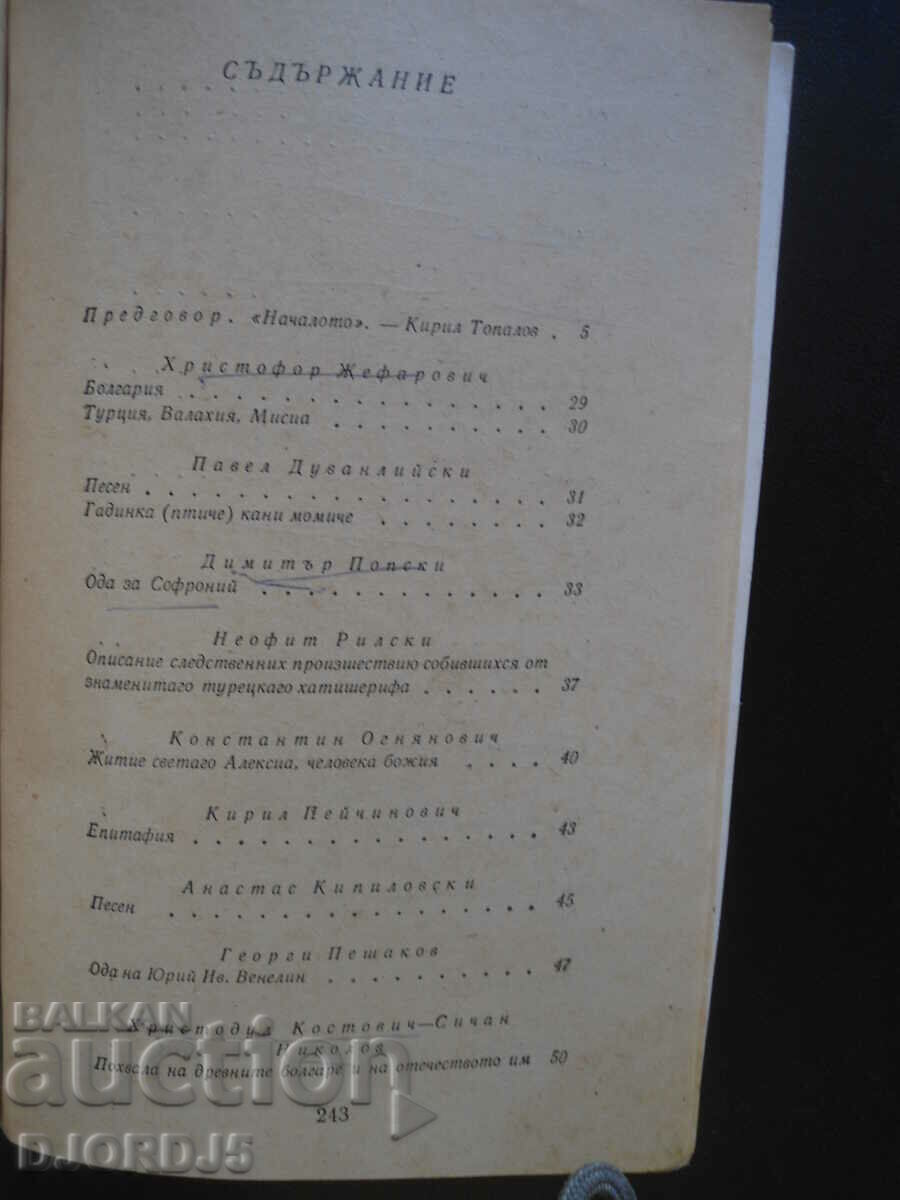 СЪДЪРЖАНИЕ
Предговор. «Началото». — Кирил Топалов . 5
Христофор Жефарович
Болгария . . . . . . . . . . . . . . . . 29
Турция, Валахия, Мисиа . . . . . . . . . . 30
Павел Дуванлийски
Песен . . . . . . . . . . . . . . . . . . 31
Гадинка (птиче) кани момиче . . . . . . . . 32
Димитър Попски
Ода за Софроний . . . . . . . . . . . . . . 33
Неофит Рилски
Описание следственних произшествию собившихся от
знаменитаго турецкаго хатишерифа . . . . . . 37
Константин Огнянович
Житие светаго Алексиа, человека божия . . . . 40
Кирил Пейчинович
Епитафия . . . . . . . . . . . . . . . . . 43
Анастас Кипиловски
Песен . . . . . . . . . . . . . . . . . 45
Георги Пешаков
Ода на Юрий Ив. Венелин . . . . . . . . . . 47
Христодул Костович—Сичан
Николов
Похвала на древните болгаре и на отечеството им 50
243
BALKAN
auction
DJORDJ5